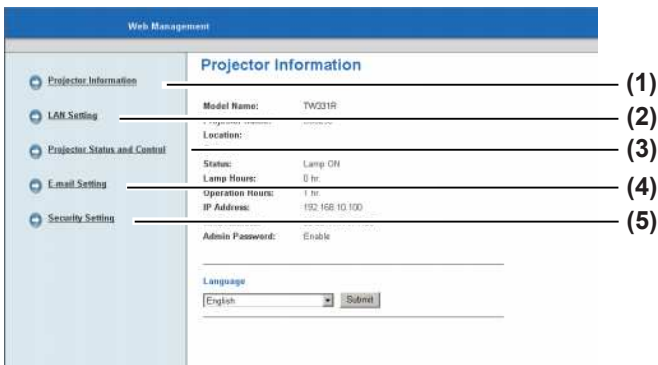 Web Management
Projector Information
Projector Information (1)
LAN Setting (2)
Projector Status and Control (3)
E-mail Setting (4)
Security Setting (5)
Model Name: TW331R
Location:
Status: Lamp ON
Lamp Hours: 0 hr.
Operation Hours: 1 hr.
IP Address: 192.168.10.100
Admin Password: Enable
Language
English Submit